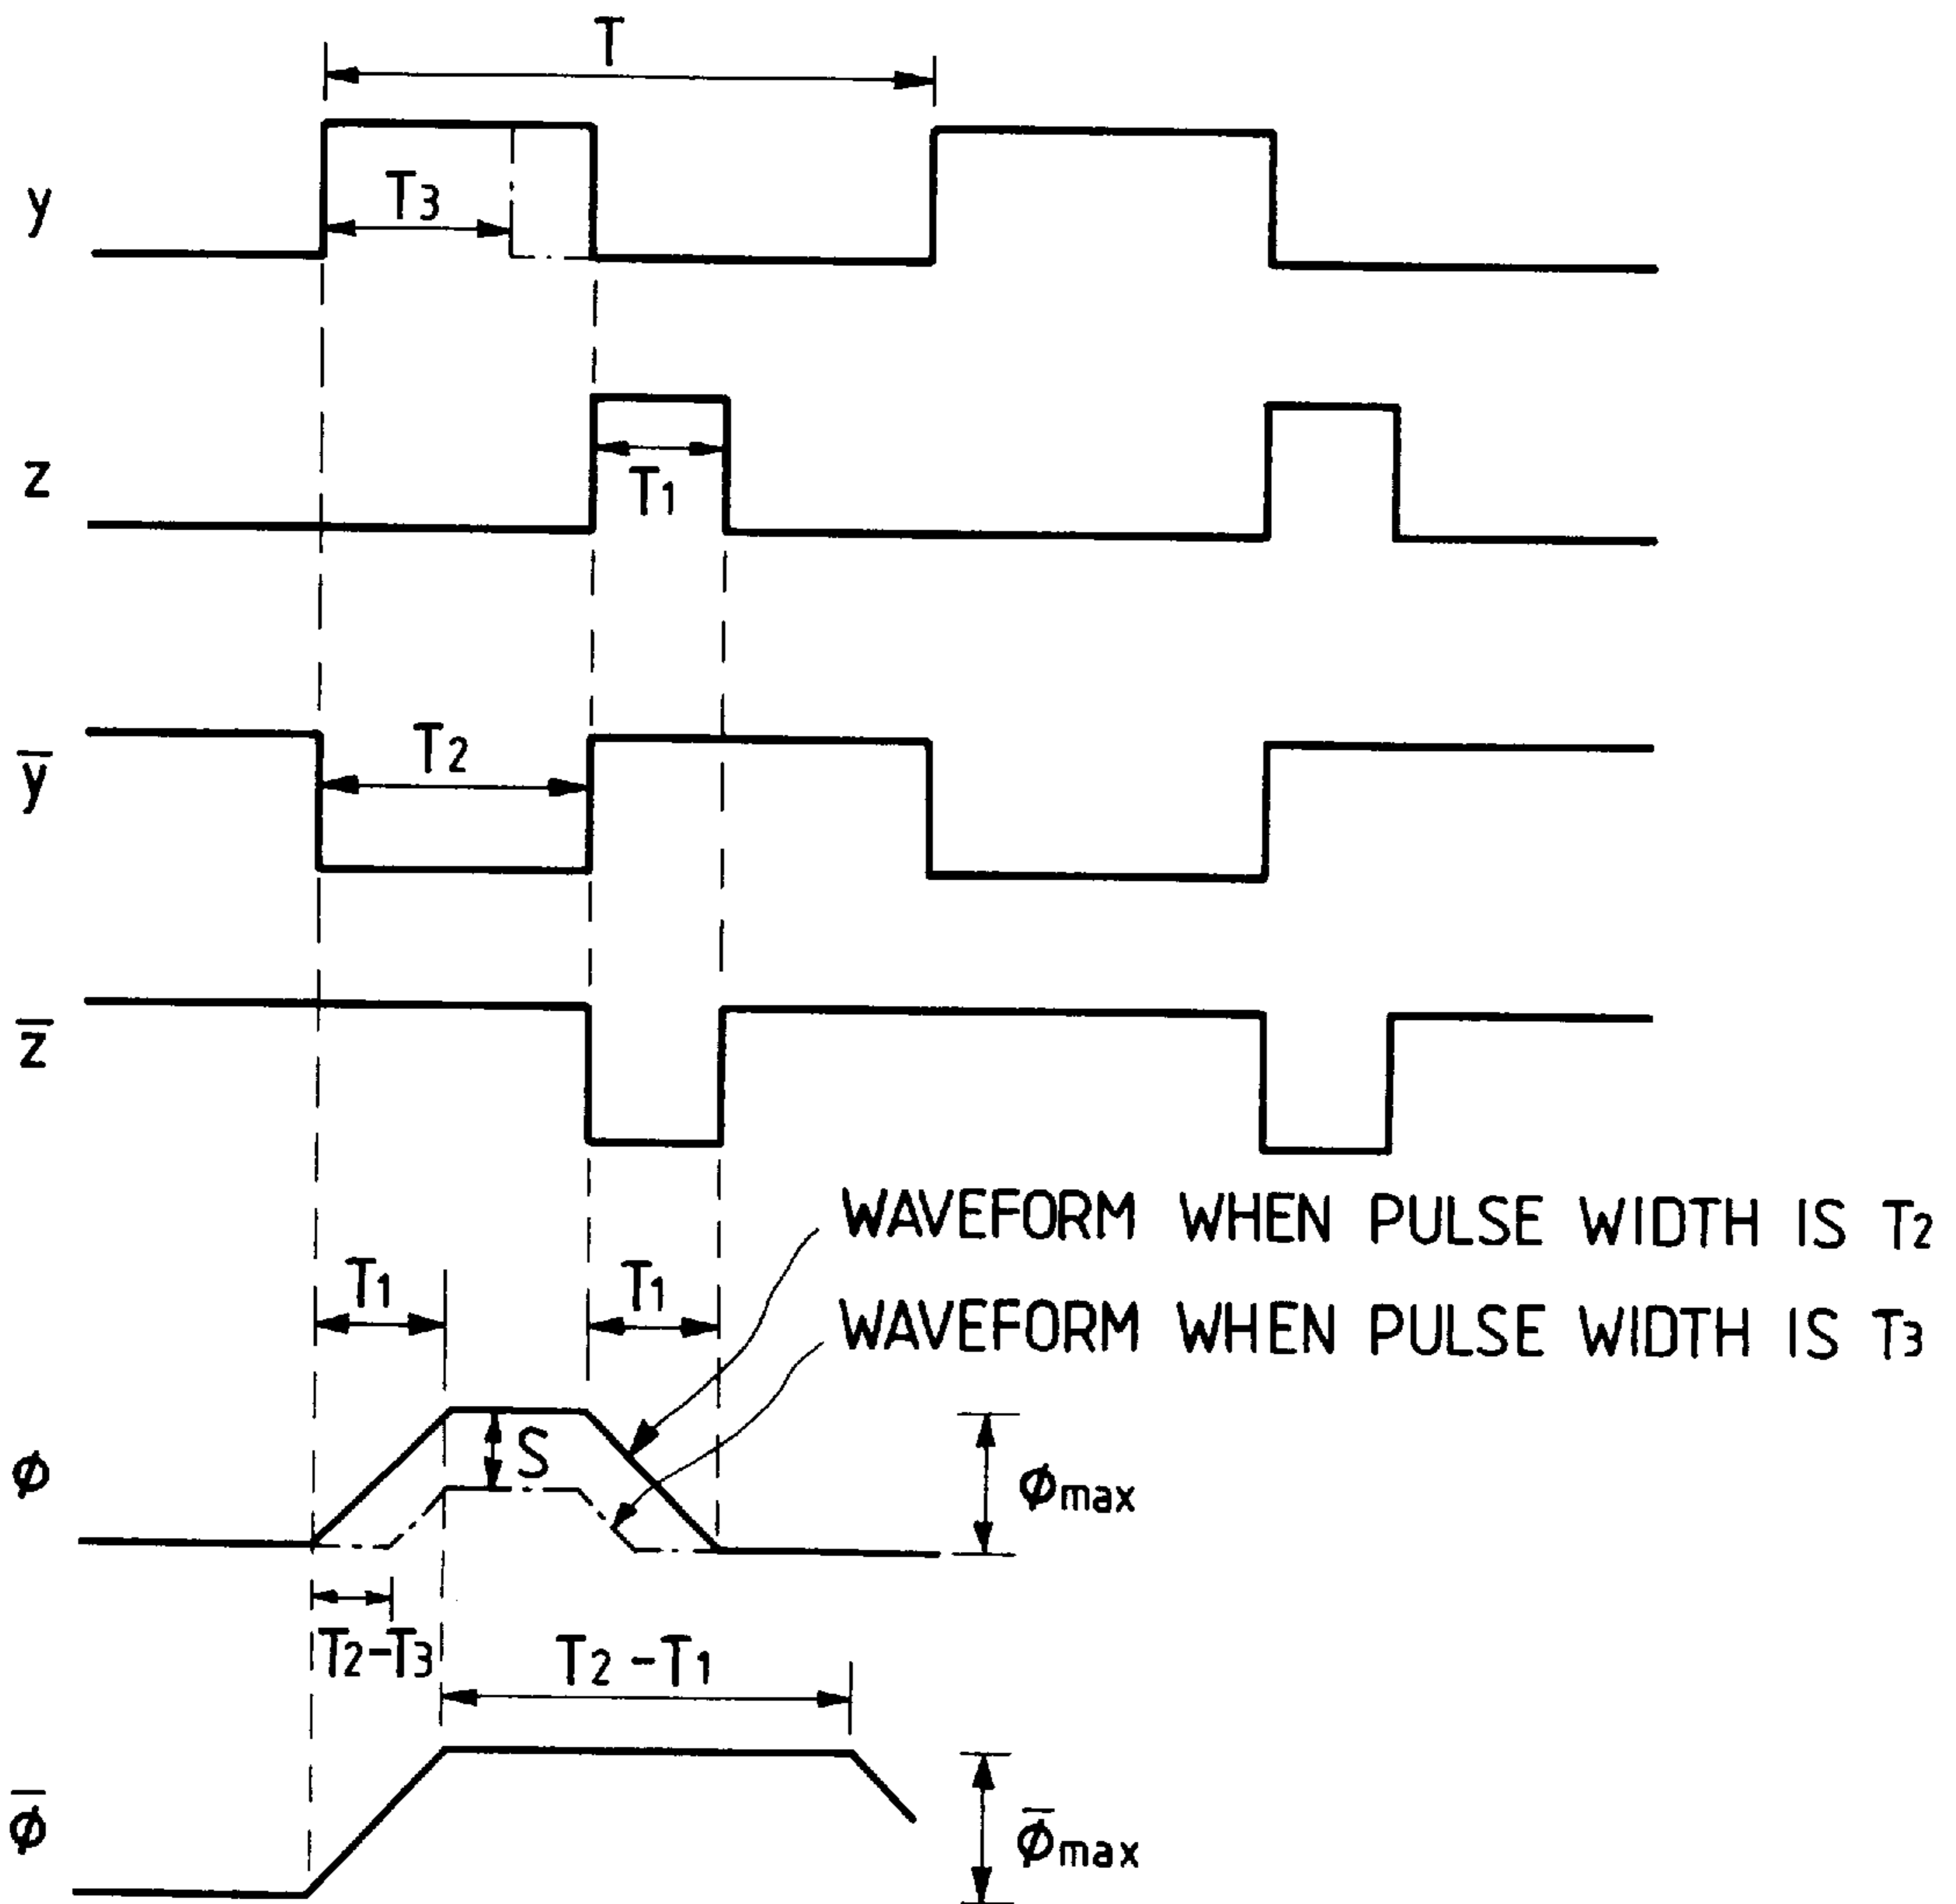 T
y
T3
z
T1
y̅
T2
z̅
WAVEFORM WHEN PULSE WIDTH IS T2
T1
T1
WAVEFORM WHEN PULSE WIDTH IS T3
ϕ
S
ϕmax
T2-T3
T2-T1
ϕ̅
ϕ̅max